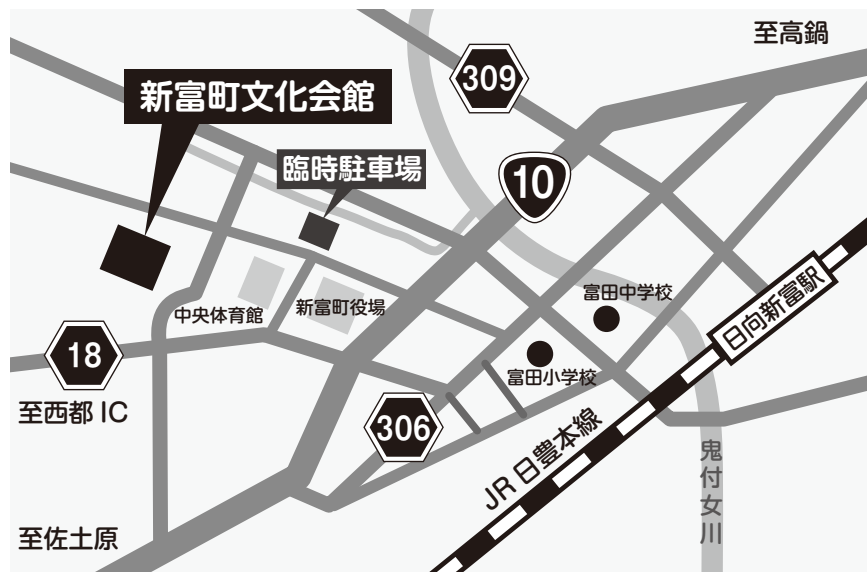 至高鍋
309
新富町文化会館
臨時駐車場
10
日向新富駅
富田中学校
中央体育館
新富町役場
18
富田小学校
至西都 IC
306
JR 日豊本線
鬼付女川
至佐土原